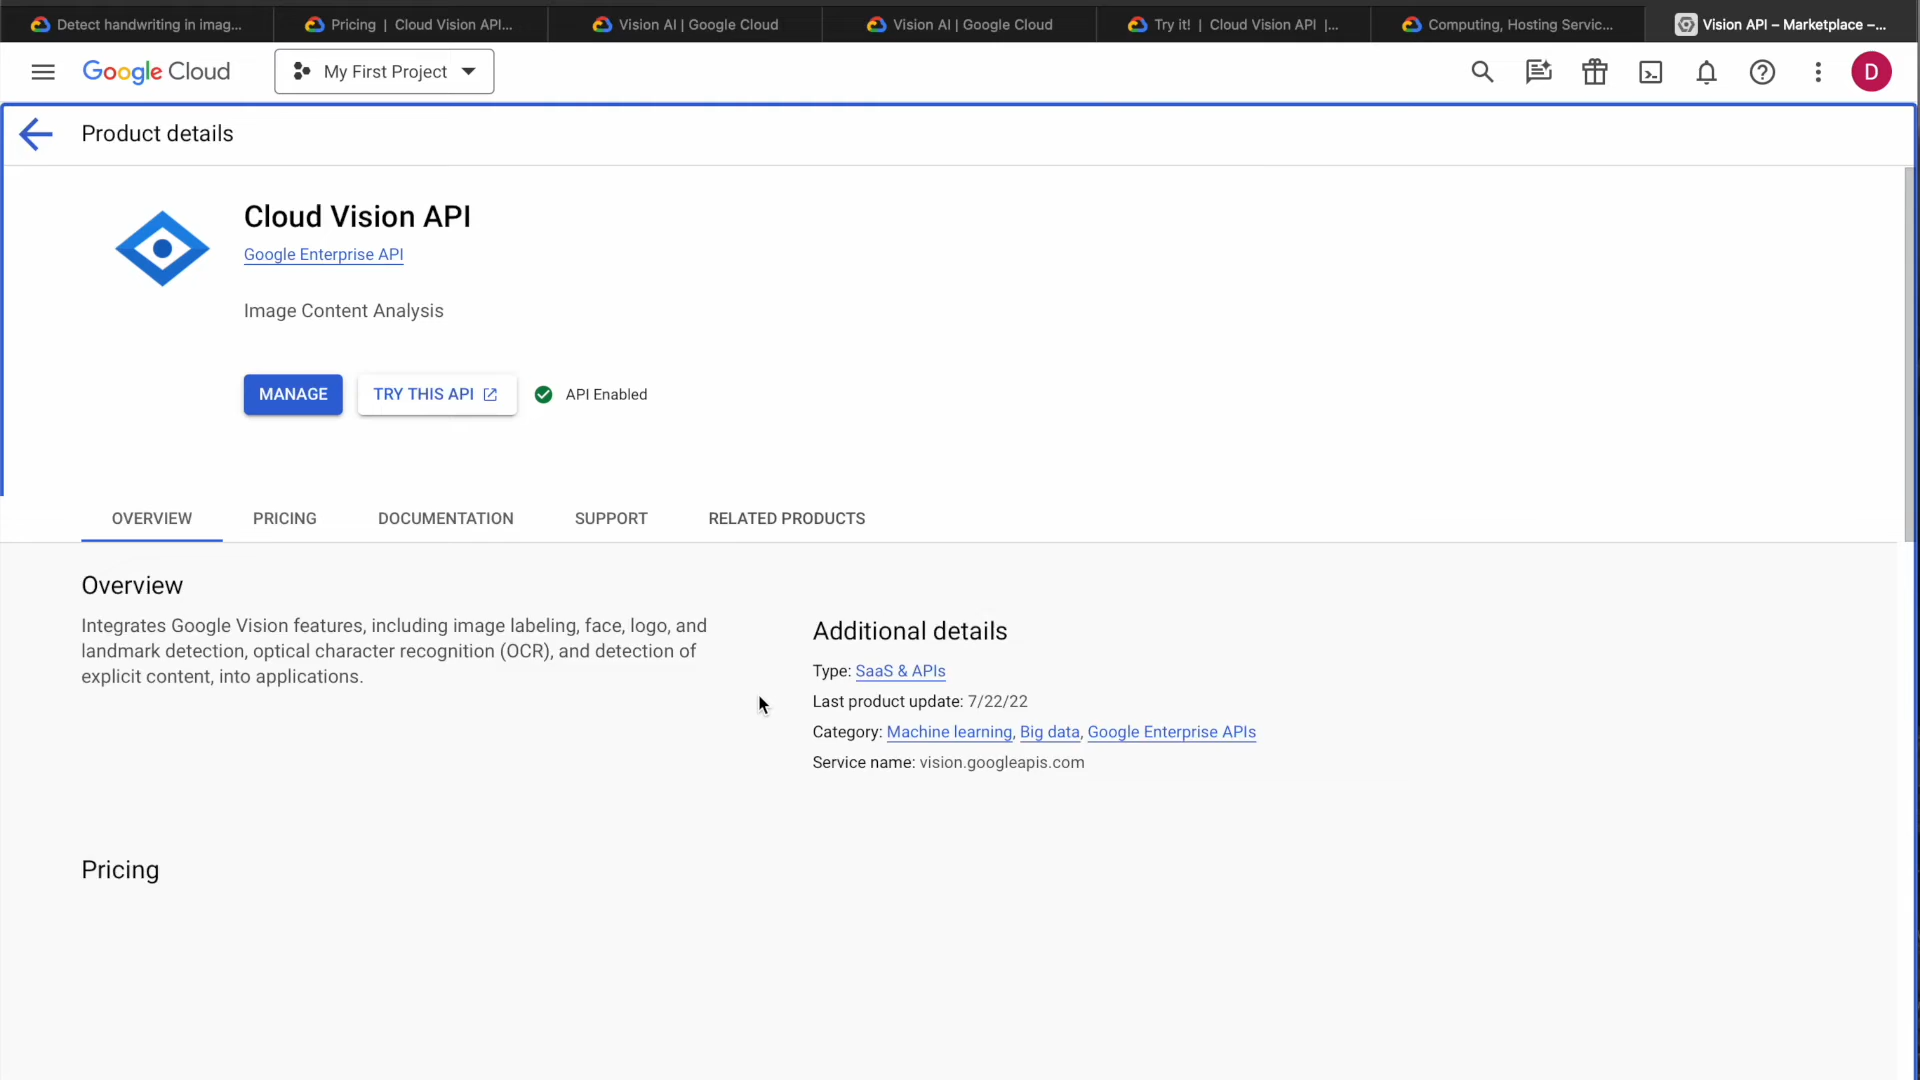 Detect handwriting in imag...
Pricing | Cloud Vision API...
Vision AI | Google Cloud
Vision AI | Google Cloud
Try it! | Cloud Vision API |...
Computing, Hosting Servic...
Vision API – Marketplace –...
Google Cloud
My First Project
D
Product details
Cloud Vision API
Google Enterprise API
Image Content Analysis
MANAGE
TRY THIS API
API Enabled
OVERVIEW
PRICING
DOCUMENTATION
SUPPORT
RELATED PRODUCTS
Overview
Integrates Google Vision features, including image labeling, face, logo, and
landmark detection, optical character recognition (OCR), and detection of
explicit content, into applications.
Additional details
Type: SaaS & APIs
Last product update: 7/22/22
Category: Machine learning, Big data, Google Enterprise APIs
Service name: vision.googleapis.com
Pricing